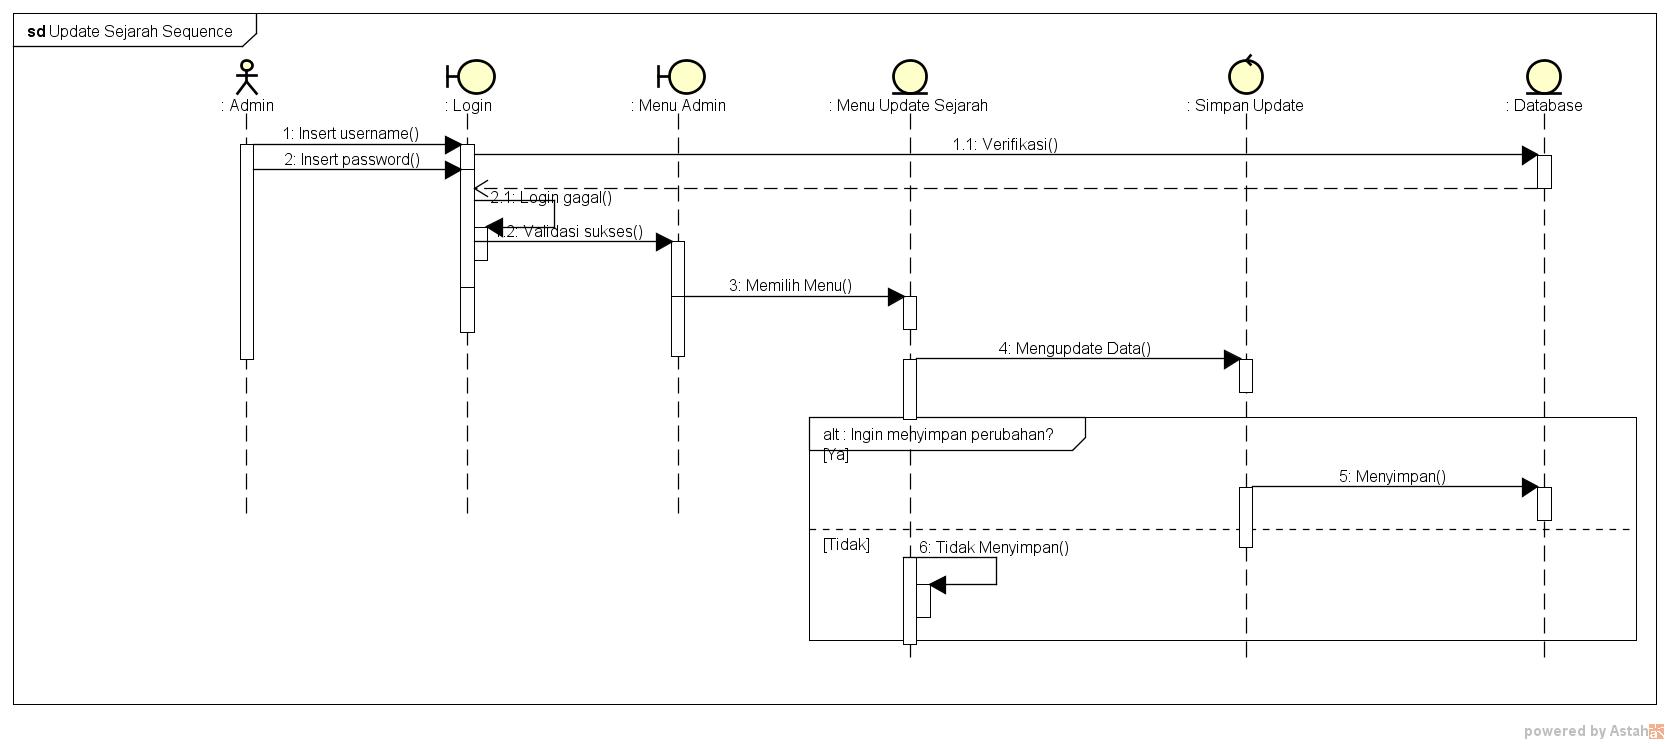 sd Update Sejarah Sequence
: Admin
: Login
: Menu Admin
: Menu Update Sejarah
: Simpan Update
: Database
1: Insert username()
1.1: Verifikasi()
2: Insert password()
2.1: Login gagal()
1.2: Validasi sukses()
3: Memilih Menu()
4: Mengupdate Data()
alt : Ingin menyimpan perubahan?
[Ya]
5: Menyimpan()
[Tidak]
6: Tidak Menyimpan()
powered by Astah